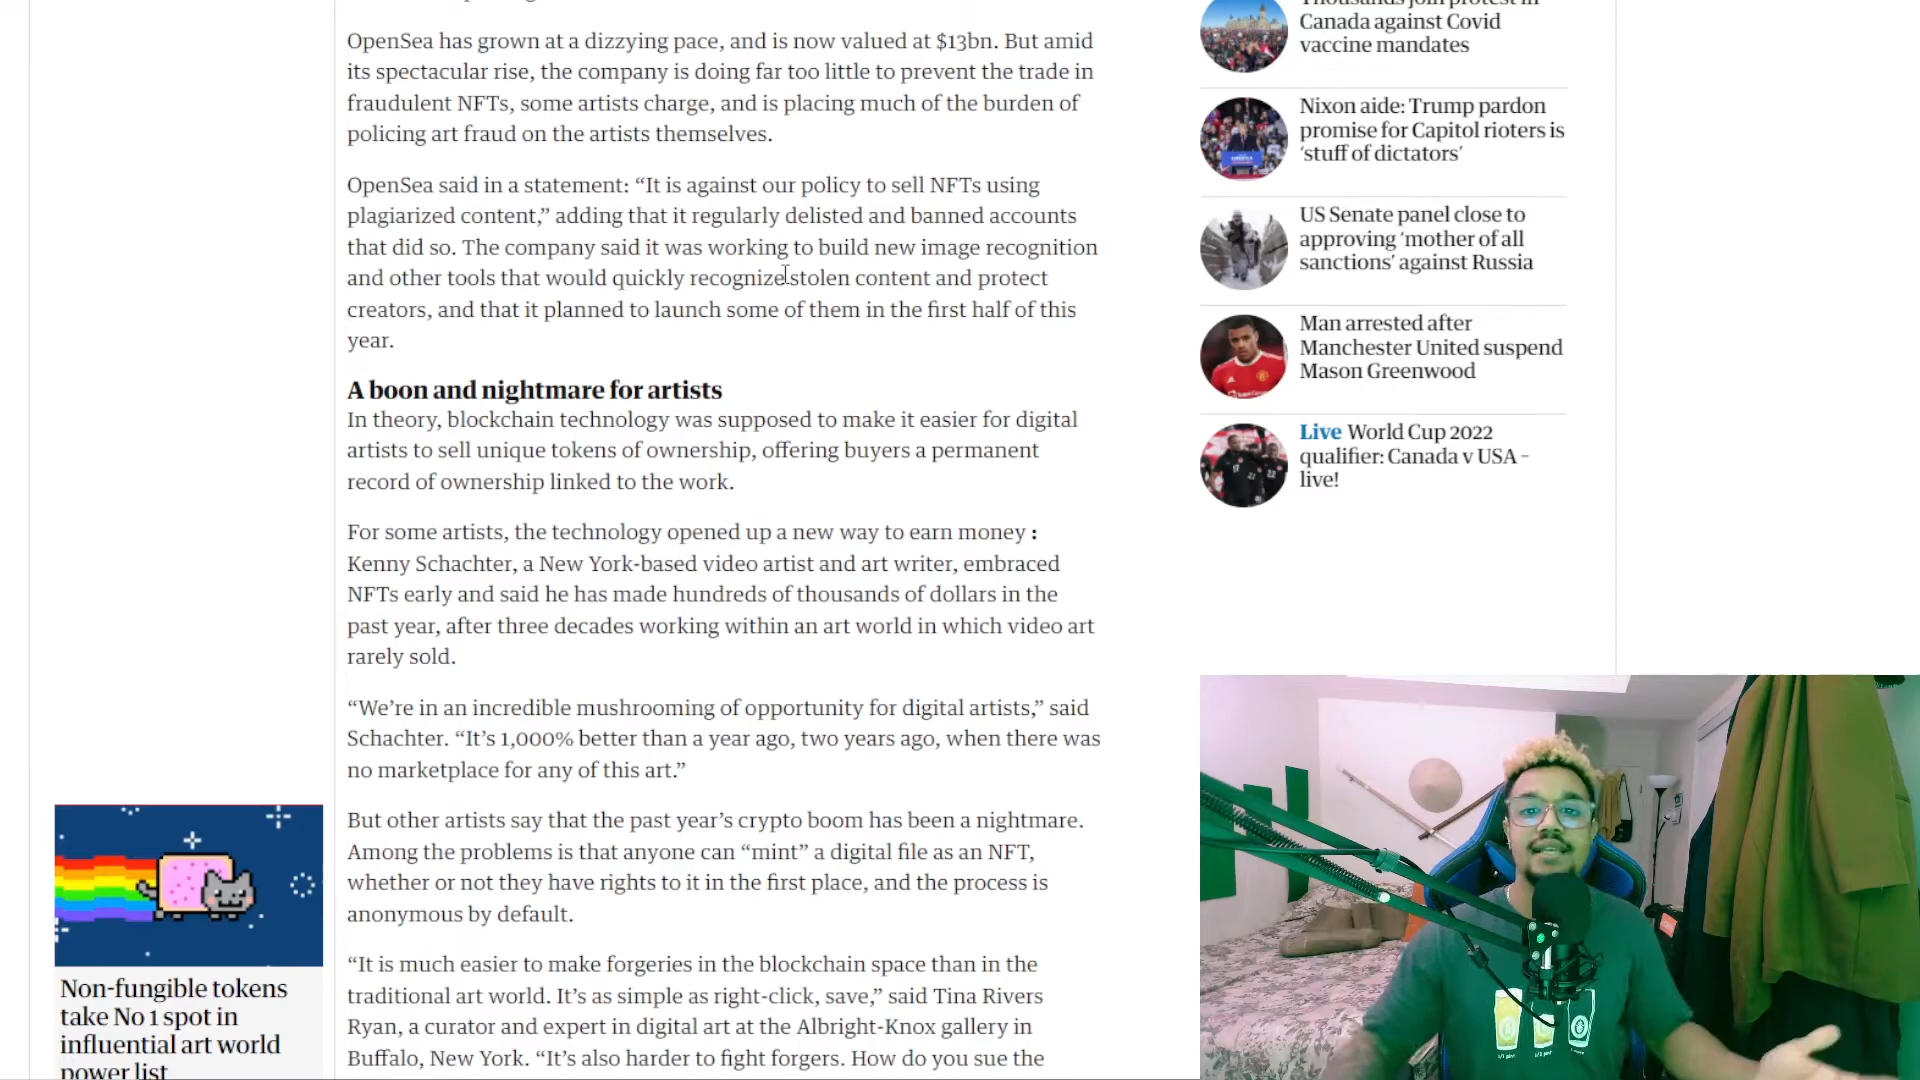 OpenSea has grown at a dizzying pace, and is now valued at $13bn. But amid
its spectacular rise, the company is doing far too little to prevent the trade in
fraudulent NFTs, some artists charge, and is placing much of the burden of
policing art fraud on the artists themselves.
OpenSea said in a statement: “It is against our policy to sell NFTs using
plagiarized content,” adding that it regularly delisted and banned accounts
that did so. The company said it was working to build new image recognition
and other tools that would quickly recognize stolen content and protect
creators, and that it planned to launch some of them in the first half of this
year.
A boon and nightmare for artists
In theory, blockchain technology was supposed to make it easier for digital
artists to sell unique tokens of ownership, offering buyers a permanent
record of ownership linked to the work.
For some artists, the technology opened up a new way to earn money :
Kenny Schachter, a New York-based video artist and art writer, embraced
NFTs early and said he has made hundreds of thousands of dollars in the
past year, after three decades working within an art world in which video art
rarely sold.
“We’re in an incredible mushrooming of opportunity for digital artists,” said
Schachter. “It’s 1,000% better than a year ago, two years ago, when there was
no marketplace for any of this art.”
But other artists say that the past year’s crypto boom has been a nightmare.
Among the problems is that anyone can “mint” a digital file as an NFT,
whether or not they have rights to it in the first place, and the process is
anonymous by default.
“It is much easier to make forgeries in the blockchain space than in the
traditional art world. It’s as simple as right-click, save,” said Tina Rivers
Ryan, a curator and expert in digital art at the Albright-Knox gallery in
Buffalo, New York. “It’s also harder to fight forgers. How do you sue the
Thousands join protest in
Canada against Covid
vaccine mandates
Nixon aide: Trump pardon
promise for Capitol rioters is
‘stuff of dictators’
US Senate panel close to
approving ‘mother of all
sanctions’ against Russia
Man arrested after
Manchester United suspend
Mason Greenwood
Live World Cup 2022
qualifier: Canada v USA –
live!
Non-fungible tokens
take No 1 spot in
influential art world
power list